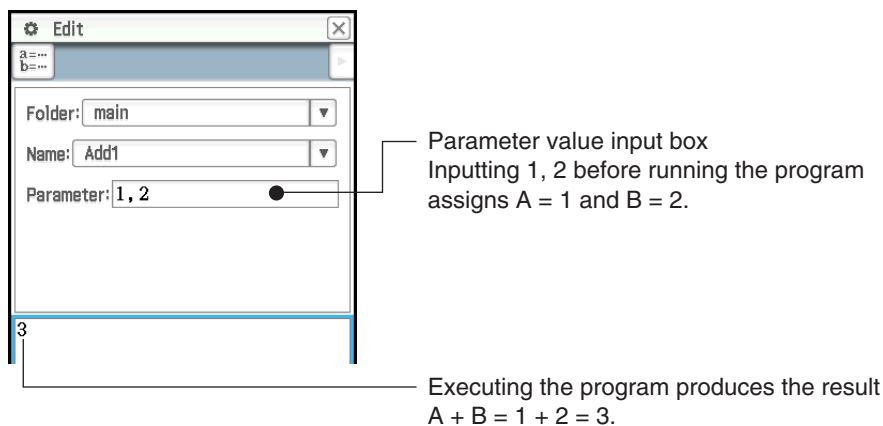 Edit
a=...
b=...
Folder: main
Name: Add1
Parameter: 1, 2
3
Parameter value input box
Inputting 1, 2 before running the program
assigns A = 1 and B = 2.
Executing the program produces the result
A + B = 1 + 2 = 3.